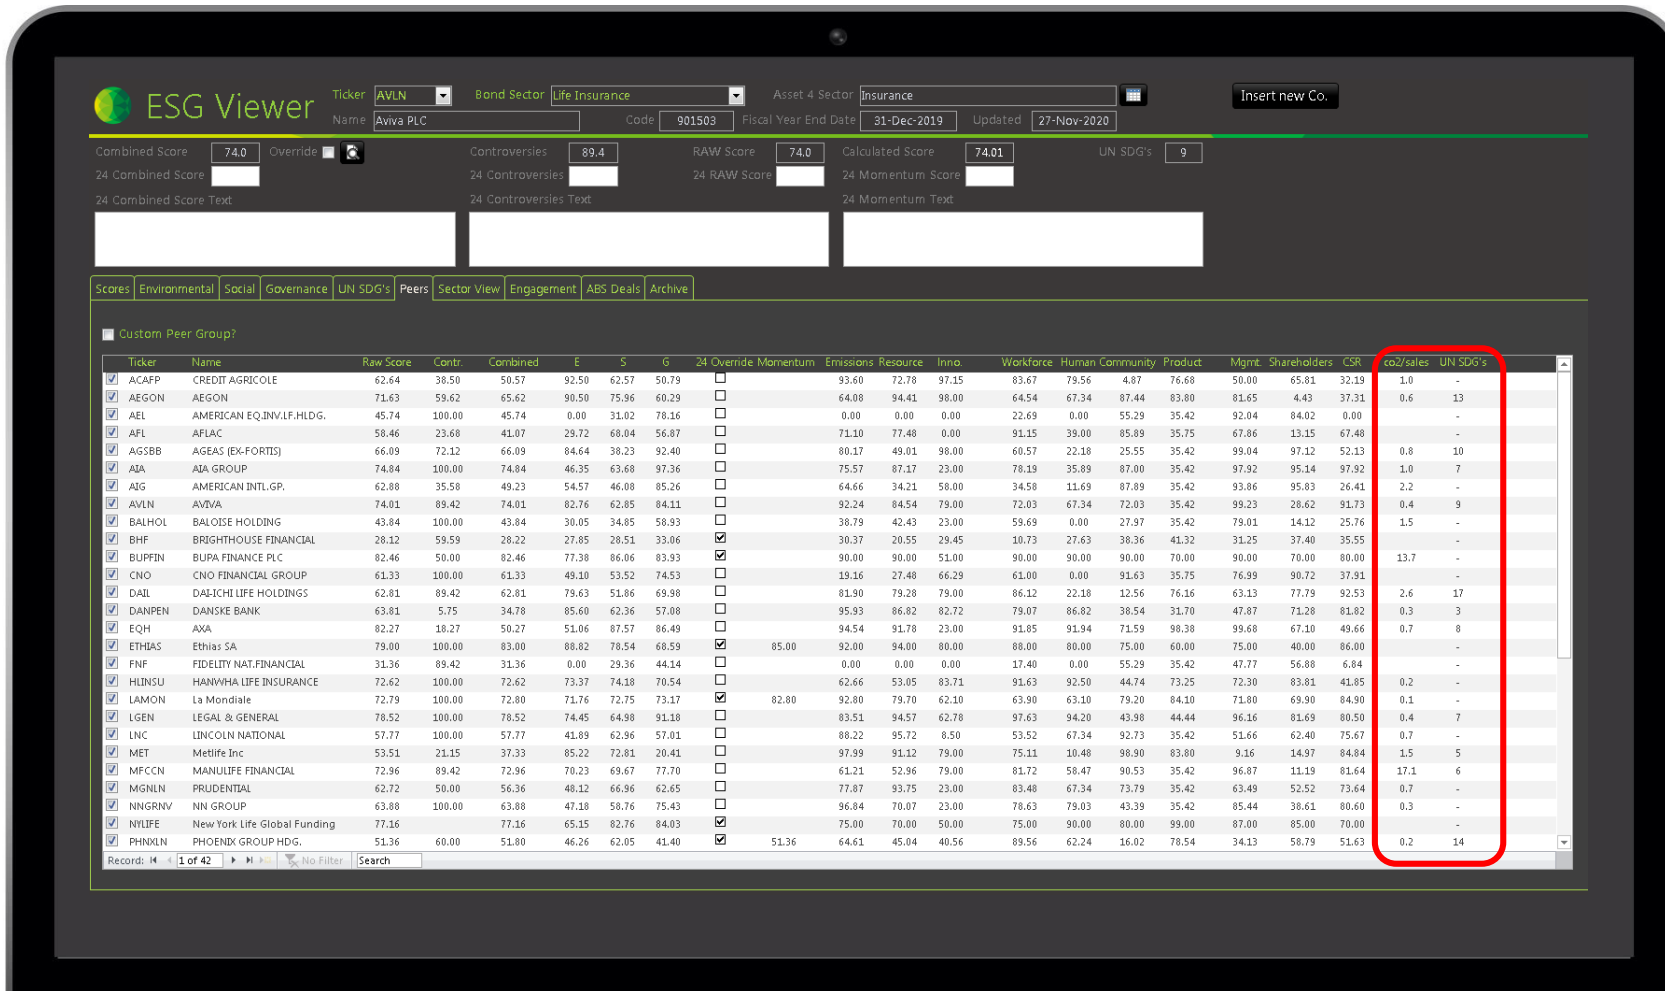 ESG Viewer Ticker AVLN Bond Sector Life Insurance Asset 4 Sector Insurance Insert new Co.
Name Aviva PLC Code 901503 Fiscal Year End Date 31-Dec-2019 Updated 27-Nov-2020
Combined Score 74.0 Override Controversies 89.4 RAW Score 74.0 Calculated Score 74.01 UN SDG's 9
24 Combined Score 24 Controversies 24 RAW Score 24 Momentum Score
24 Combined Score Text 24 Controversies Text 24 Momentum Text
Scores Environmental Social Governance UN SDG's Peers Sector View Engagement ABS Deals Archive
Custom Peer Group?
Ticker Name Raw Score Contr. Combined E S G 24 Override Momentum Emissions Resource Inno. Workforce Human Community Product Mgmt Shareholders CSR co2/sales UN SDG's
ACAFP CREDIT AGRICOLE 62.64 38.50 50.57 92.50 62.57 50.79 93.60 72.78 97.15 83.67 79.56 4.87 76.68 50.00 65.81 32.19 1.0 -
AEGON AEGON 71.63 59.62 65.62 90.50 75.96 60.29 64.08 94.41 98.00 64.54 67.34 87.44 83.80 81.65 4.43 37.31 0.6 13
AEL AMERICAN EQ.INV.LF.HLDG. 45.74 100.00 45.74 0.00 31.02 78.16 0.00 0.00 0.00 22.69 0.00 55.29 35.42 92.04 84.02 0.00 -
AFL AFLAC 58.46 23.68 41.07 29.72 68.04 56.87 71.10 77.48 0.00 91.15 39.00 85.89 35.75 67.86 13.15 67.48 -
AGSBB AGEAS (EX-FORTIS) 66.09 72.12 66.09 84.64 38.23 92.40 80.17 49.01 98.00 60.57 22.18 25.55 35.42 99.04 97.12 52.13 0.8 10
AIA AIA GROUP 74.84 100.00 74.84 46.35 63.68 97.36 75.57 87.17 23.00 78.19 35.89 87.00 35.42 97.92 95.14 97.92 1.0 7
AIG AMERICAN INTL.GP. 62.88 35.58 49.23 54.57 46.08 85.26 64.66 34.21 58.00 34.58 11.69 87.89 35.42 93.86 95.83 26.41 2.2 -
AVLN AVIVA 74.01 89.42 74.01 82.76 62.85 84.11 92.24 84.54 79.00 72.03 67.34 72.03 35.42 99.23 28.62 91.73 0.4 9
BALHOL BALOISE HOLDING 43.84 100.00 43.84 30.05 34.85 58.93 38.79 42.43 23.00 59.69 0.00 27.97 35.42 79.01 14.12 25.76 1.5 -
BHF BRIGHTHOUSE FINANCIAL 28.12 59.59 28.22 27.85 28.51 33.06 30.37 20.55 29.45 10.73 27.63 38.36 41.32 31.25 37.40 35.55 -
BUPFIN BUPA FINANCE PLC 82.46 50.00 82.46 77.38 86.06 83.93 90.00 90.00 51.00 90.00 90.00 90.00 70.00 90.00 70.00 80.00 13.7 -
CNO CNO FINANCIAL GROUP 61.33 100.00 61.33 49.10 53.52 74.53 19.16 27.48 66.29 61.00 0.00 91.63 35.75 76.99 90.72 37.91 -
DAIL DAI-ICHI LIFE HOLDINGS 62.81 89.42 62.81 79.63 51.86 69.98 81.90 79.28 79.00 86.12 22.18 12.56 76.16 63.13 77.79 92.53 2.6 17
DANPEN DANSKE BANK 63.81 5.75 34.78 85.60 62.36 57.08 95.93 86.82 82.72 79.07 86.82 38.54 31.70 47.87 71.28 81.82 0.3 3
EQH AXA 82.27 18.27 50.27 51.06 87.57 86.49 94.54 91.78 23.00 91.85 91.94 71.59 98.38 99.68 67.10 49.66 0.7 8
ETHIAS Ethias SA 79.00 100.00 83.00 88.82 78.54 68.59 85.00 92.00 94.00 80.00 88.00 80.00 75.00 60.00 75.00 40.00 86.00 -
FNF FIDELITY NAT.FINANCIAL 31.36 89.42 31.36 0.00 29.36 44.14 0.00 0.00 0.00 17.40 0.00 55.29 35.42 47.77 56.88 6.84 -
HLINSU HANWHA LIFE INSURANCE 72.62 100.00 72.62 73.37 74.18 70.54 62.66 53.05 83.71 91.63 92.50 44.74 73.25 72.30 83.81 41.85 0.2 -
LAMON La Mondiale 72.79 100.00 72.80 71.76 72.75 73.17 82.80 92.80 79.70 62.10 63.90 63.10 79.20 84.10 71.80 69.90 84.90 0.1 -
LGEN LEGAL & GENERAL 78.52 100.00 78.52 74.45 64.98 91.18 83.51 94.57 62.78 97.63 94.20 43.98 44.44 96.16 81.69 80.50 0.4 7
LNC LINCOLN NATIONAL 57.77 100.00 57.77 41.89 62.96 57.01 88.22 95.72 8.50 53.52 67.34 92.73 35.42 51.66 62.40 75.67 0.7 -
MET Metlife Inc 53.51 21.15 37.33 85.22 72.81 20.41 97.99 91.12 79.00 75.11 10.48 98.90 83.80 9.16 14.97 84.84 1.5 5
MFCCN MANULIFE FINANCIAL 72.96 89.42 72.96 70.23 69.67 77.70 61.21 52.96 79.00 81.72 58.47 90.53 35.42 96.87 11.19 81.64 17.1 6
MGNLN PRUDENTIAL 62.72 50.00 56.36 48.12 66.96 62.65 77.87 93.75 23.00 83.48 67.34 73.79 35.42 63.49 52.52 73.64 0.7 -
NNGRNV NN GROUP 63.88 100.00 63.88 47.18 58.76 75.43 96.84 70.07 23.00 78.63 79.03 43.39 35.42 85.44 38.61 80.60 0.3 -
NYLIFE New York Life Global Funding 77.16 77.16 65.15 82.76 84.03 75.00 70.00 50.00 75.00 90.00 80.00 99.00 87.00 85.00 70.00 -
PHNXLN PHOENIX GROUP HDG. 51.36 60.00 51.80 46.26 62.05 41.40 51.36 64.61 45.04 40.56 89.56 62.24 16.02 78.54 34.13 58.79 51.63 0.2 14
Record: 1 of 42 No Filter Search